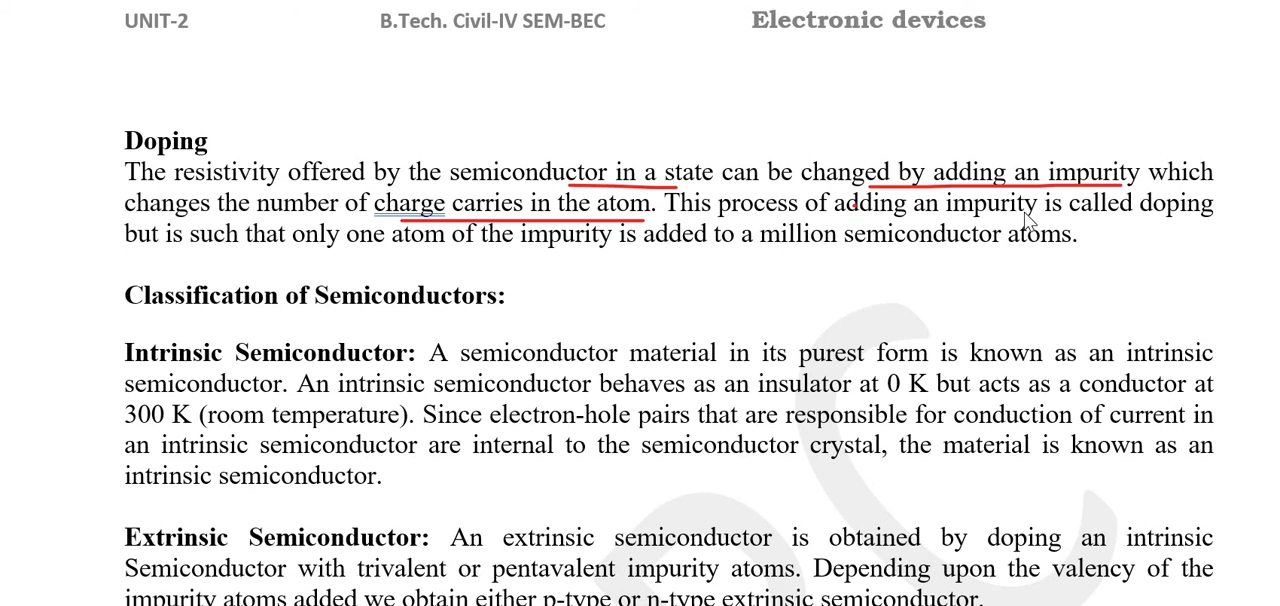 UNIT-2 B.Tech. Civil-IV SEM-BEC Electronic devices
Doping
The resistivity offered by the semiconductor in a state can be changed by adding an impurity which
changes the number of charge carries in the atom. This process of adding an impurity is called doping
but is such that only one atom of the impurity is added to a million semiconductor atoms.
Classification of Semiconductors:
Intrinsic Semiconductor: A semiconductor material in its purest form is known as an intrinsic
semiconductor. An intrinsic semiconductor behaves as an insulator at 0 K but acts as a conductor at
300 K (room temperature). Since electron-hole pairs that are responsible for conduction of current in
an intrinsic semiconductor are internal to the semiconductor crystal, the material is known as an
intrinsic semiconductor.
Extrinsic Semiconductor: An extrinsic semiconductor is obtained by doping an intrinsic
Semiconductor with trivalent or pentavalent impurity atoms. Depending upon the valency of the
impurity atoms added we obtain either p-type or n-type extrinsic semiconductor.